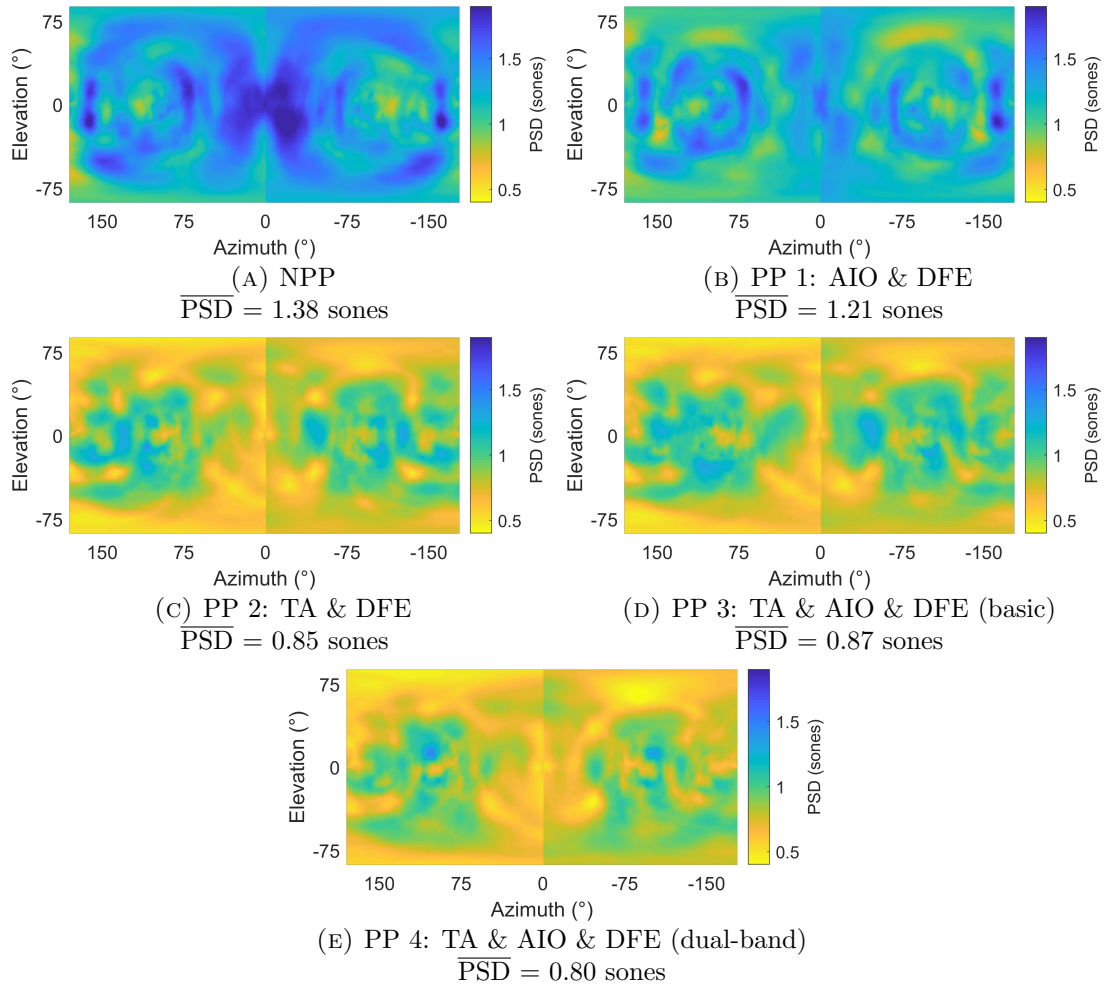 75
0
-75
Elevation (°)
150 75 0 -75 -150
Azimuth (°)
1.5
1
0.5
PSD (sones)
(A) NPP
PSD = 1.38 sones
75
0
-75
Elevation (°)
150 75 0 -75 -150
Azimuth (°)
1.5
1
0.5
PSD (sones)
(B) PP 1: AIO & DFE
PSD = 1.21 sones
75
0
-75
Elevation (°)
150 75 0 -75 -150
Azimuth (°)
1.5
1
0.5
PSD (sones)
(C) PP 2: TA & DFE
PSD = 0.85 sones
75
0
-75
Elevation (°)
150 75 0 -75 -150
Azimuth (°)
1.5
1
0.5
PSD (sones)
(D) PP 3: TA & AIO & DFE (basic)
PSD = 0.87 sones
75
0
-75
Elevation (°)
150 75 0 -75 -150
Azimuth (°)
1.5
1
0.5
PSD (sones)
(E) PP 4: TA & AIO & DFE (dual-band)
PSD = 0.80 sones